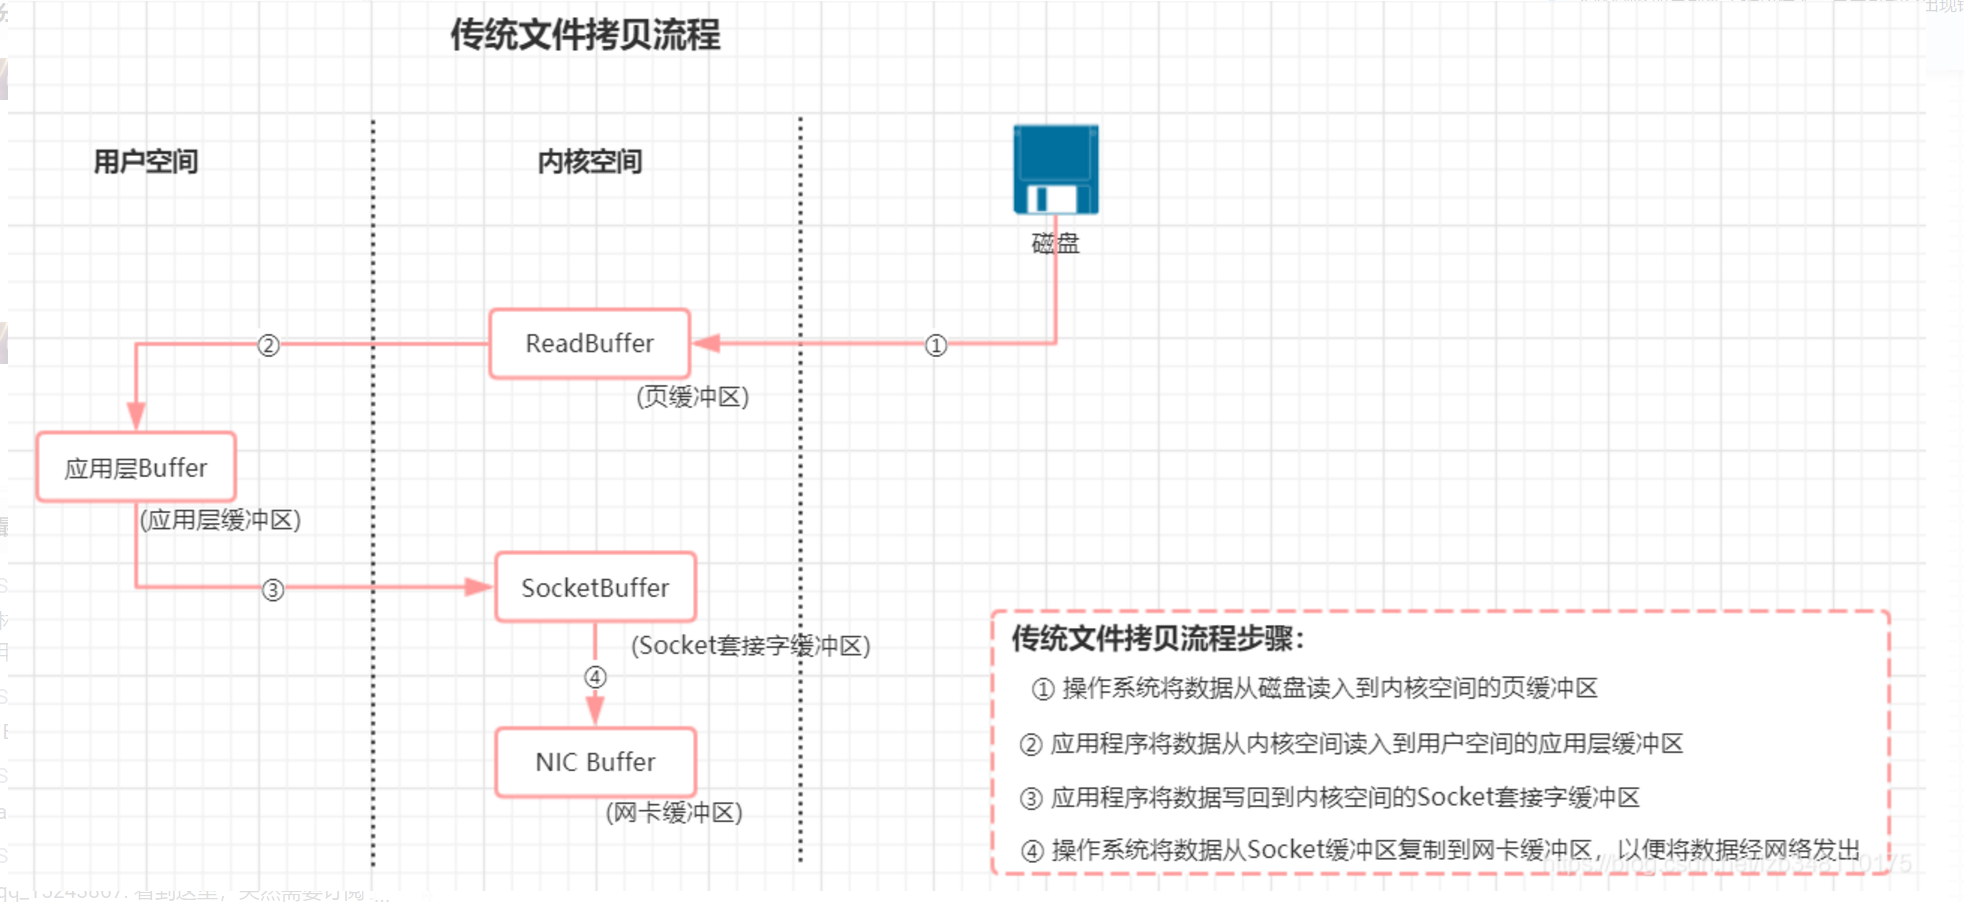 传统文件拷贝流程
用户空间
内核空间
磁盘
②
ReadBuffer
①
(页缓冲区)
应用层Buffer
(应用层缓冲区)
③
SocketBuffer
(Socket套接字缓冲区)
④
NIC Buffer
(网卡缓冲区)
传统文件拷贝流程步骤：
① 操作系统将数据从磁盘读入到内核空间的页缓冲区
② 应用程序将数据从内核空间读入到用户空间的应用层缓冲区
③ 应用程序将数据写回到内核空间的Socket套接字缓冲区
④ 操作系统将数据从Socket缓冲区复制到网卡缓冲区，以便将数据经网络发出